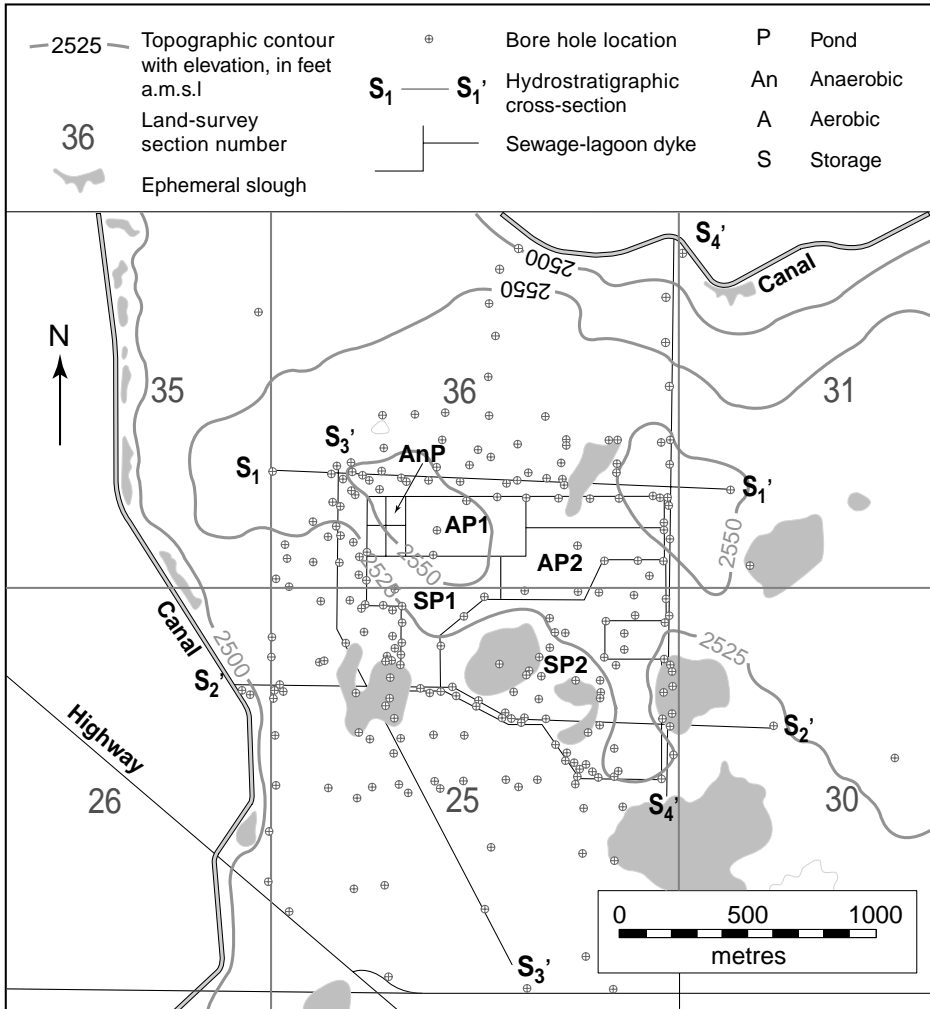 2525 Topographic contour
with elevation, in feet
a.m.s.l
36 Land-survey
section number
Ephemeral slough
Bore hole location
S1 S1’ Hydrostratigraphic
cross-section
Sewage-lagoon dyke
P Pond
An Anaerobic
A Aerobic
S Storage
S4’
2500
Canal
2550
N
35
36
31
S3’
AnP
S1
S1’
AP1
2550
AP2
2550
2525
SP1
Canal
2500
2525
SP2
S2’
S2’
Highway
26
25
30
S4’
0 500 1000
metres
S3’